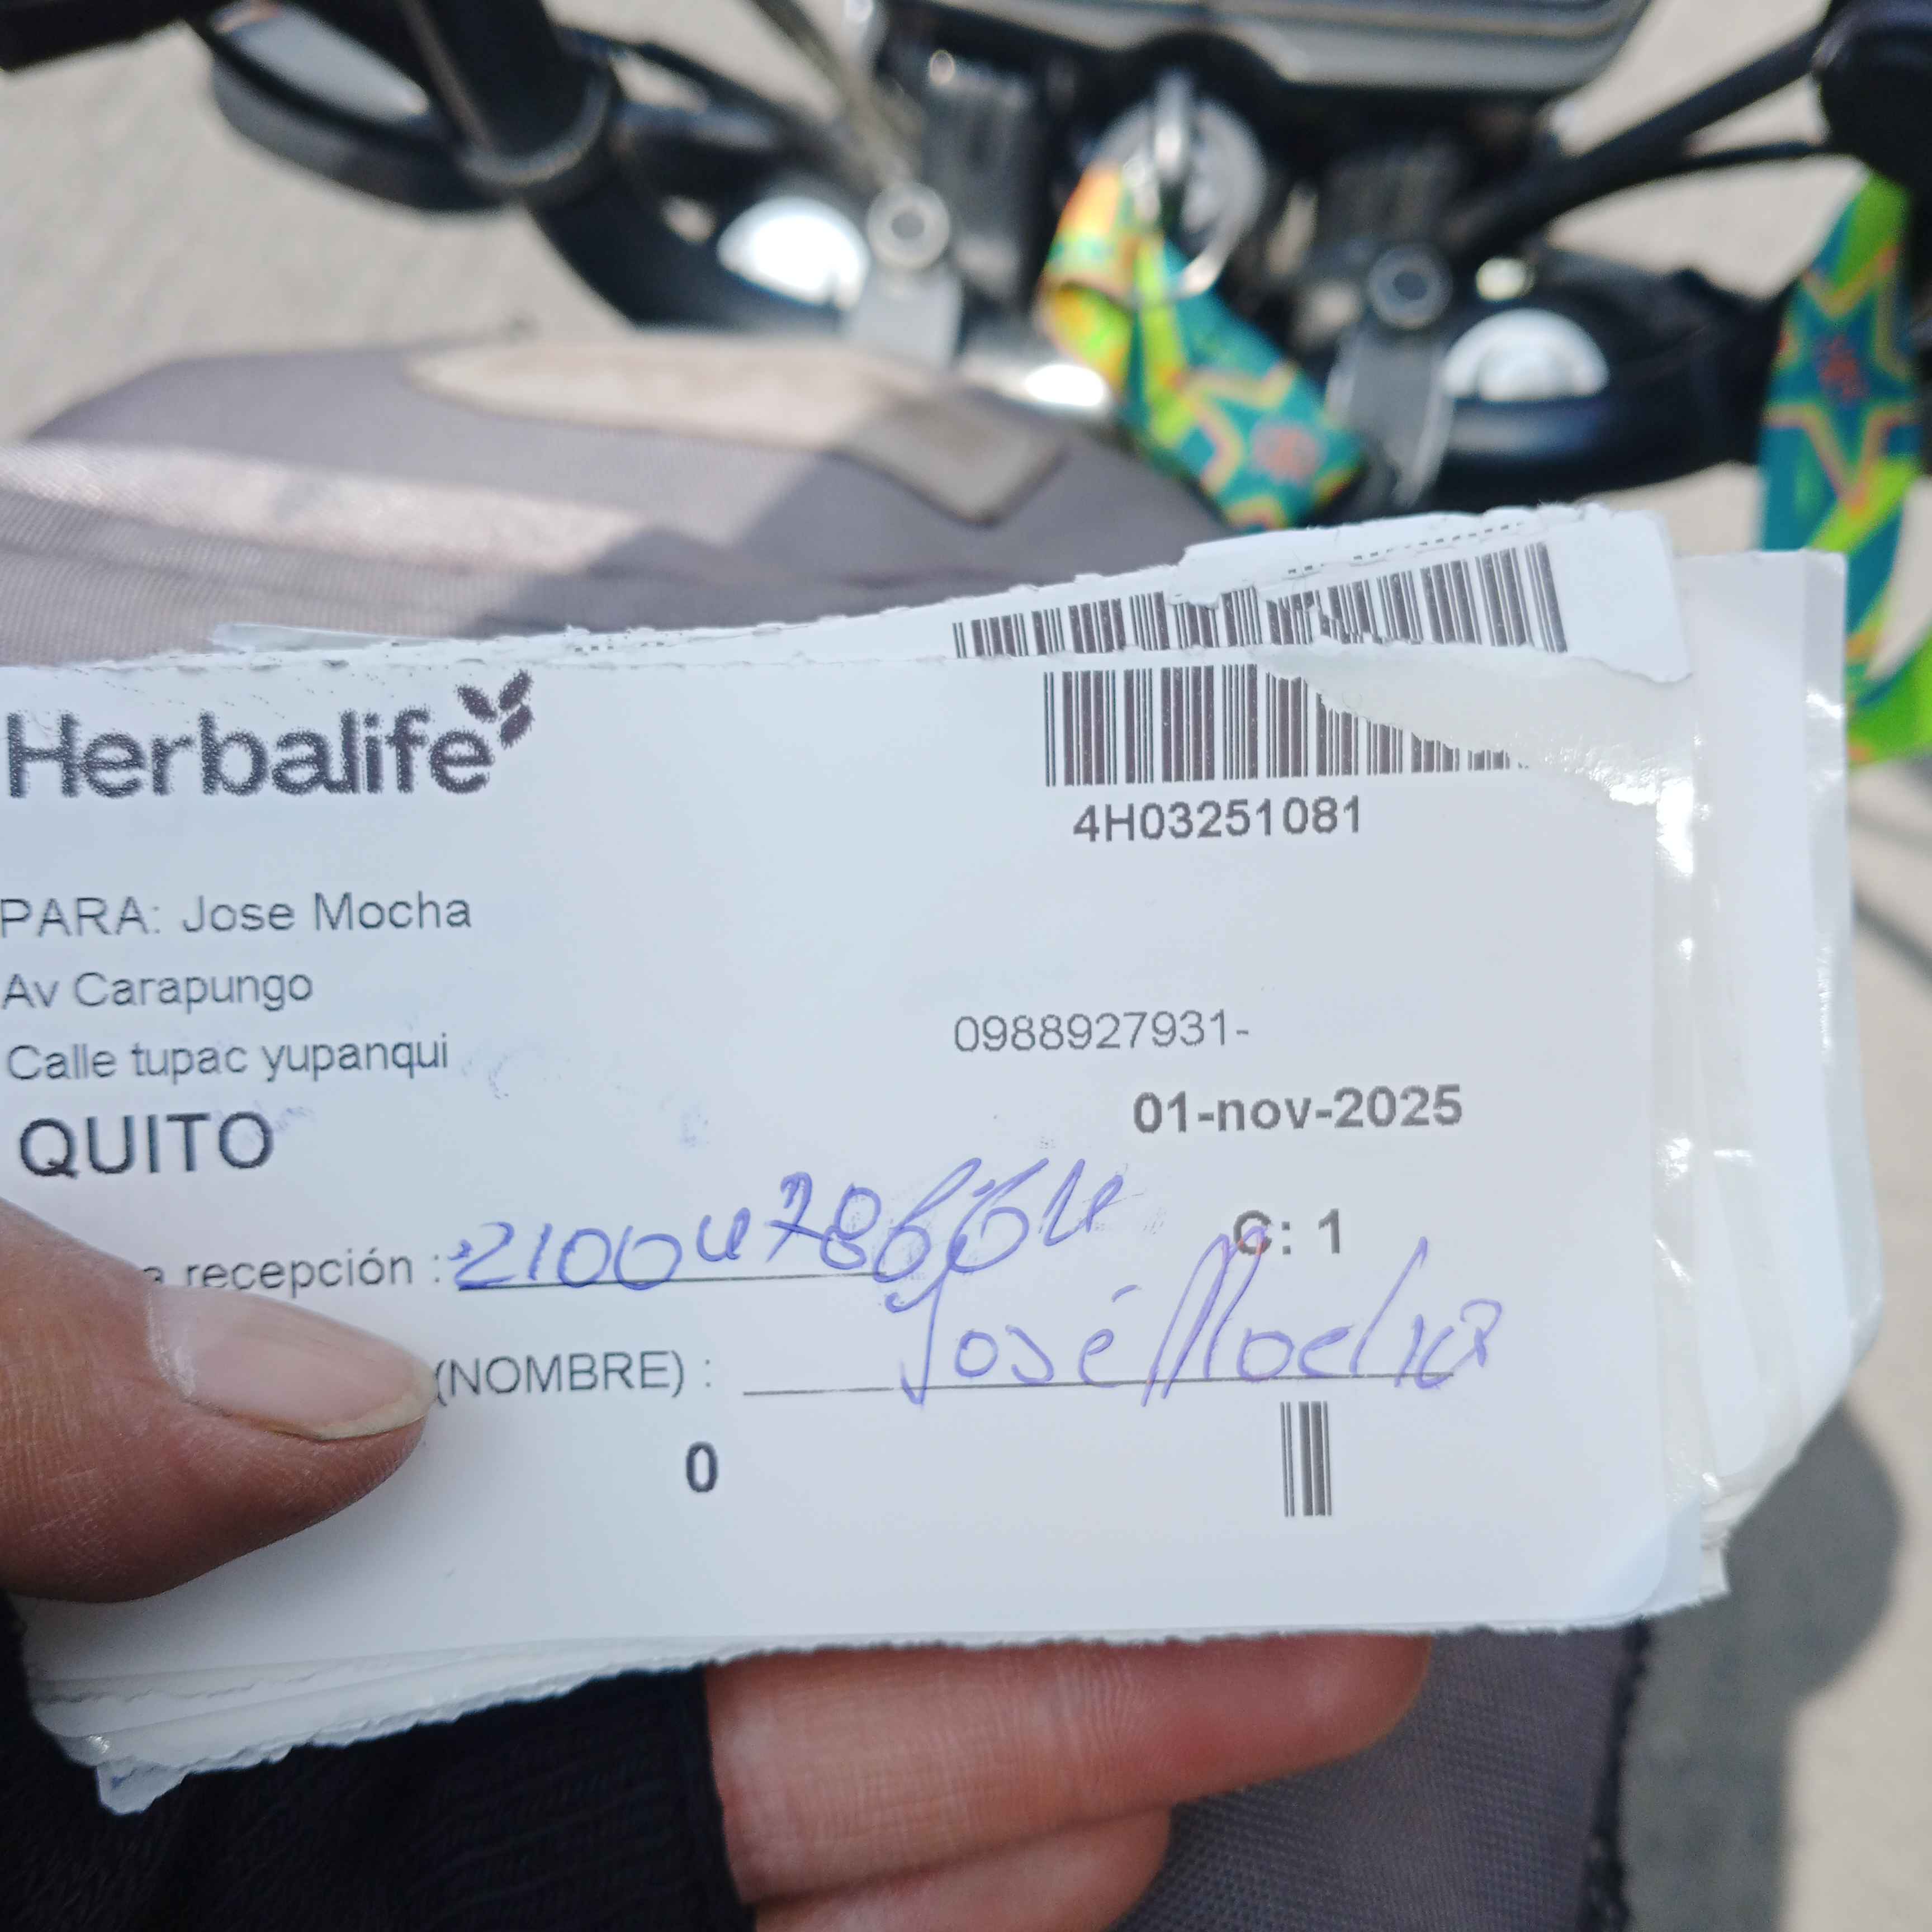 Herbalife
4H03251081
PARA: Jose Mocha
Av Carapungo
Calle tupac yupanqui
0988927931-
QUITO
01-nov-2025
a recepción : 2100478664
C: 1
(NOMBRE) : José Mocha
0